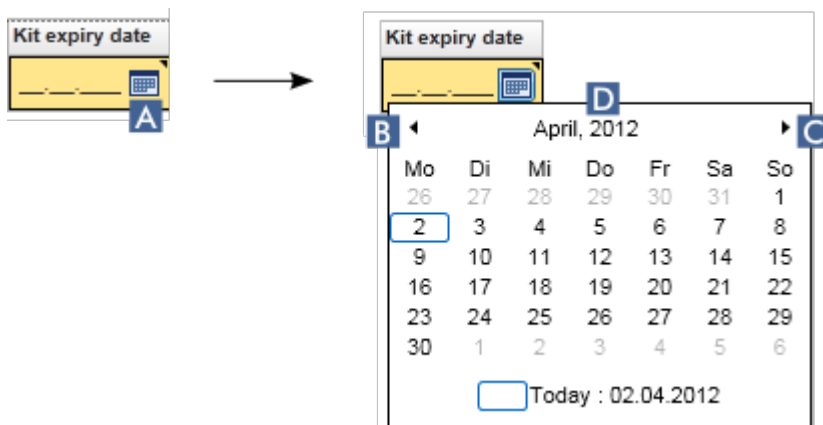 Kit expiry date
__.__.____
A
Kit expiry date
__.__.____
D
B April, 2012 C
Mo Di Mi Do Fr Sa So
26 27 28 29 30 31 1
2 3 4 5 6 7 8
9 10 11 12 13 14 15
16 17 18 19 20 21 22
23 24 25 26 27 28 29
30 1 2 3 4 5 6
Today : 02.04.2012